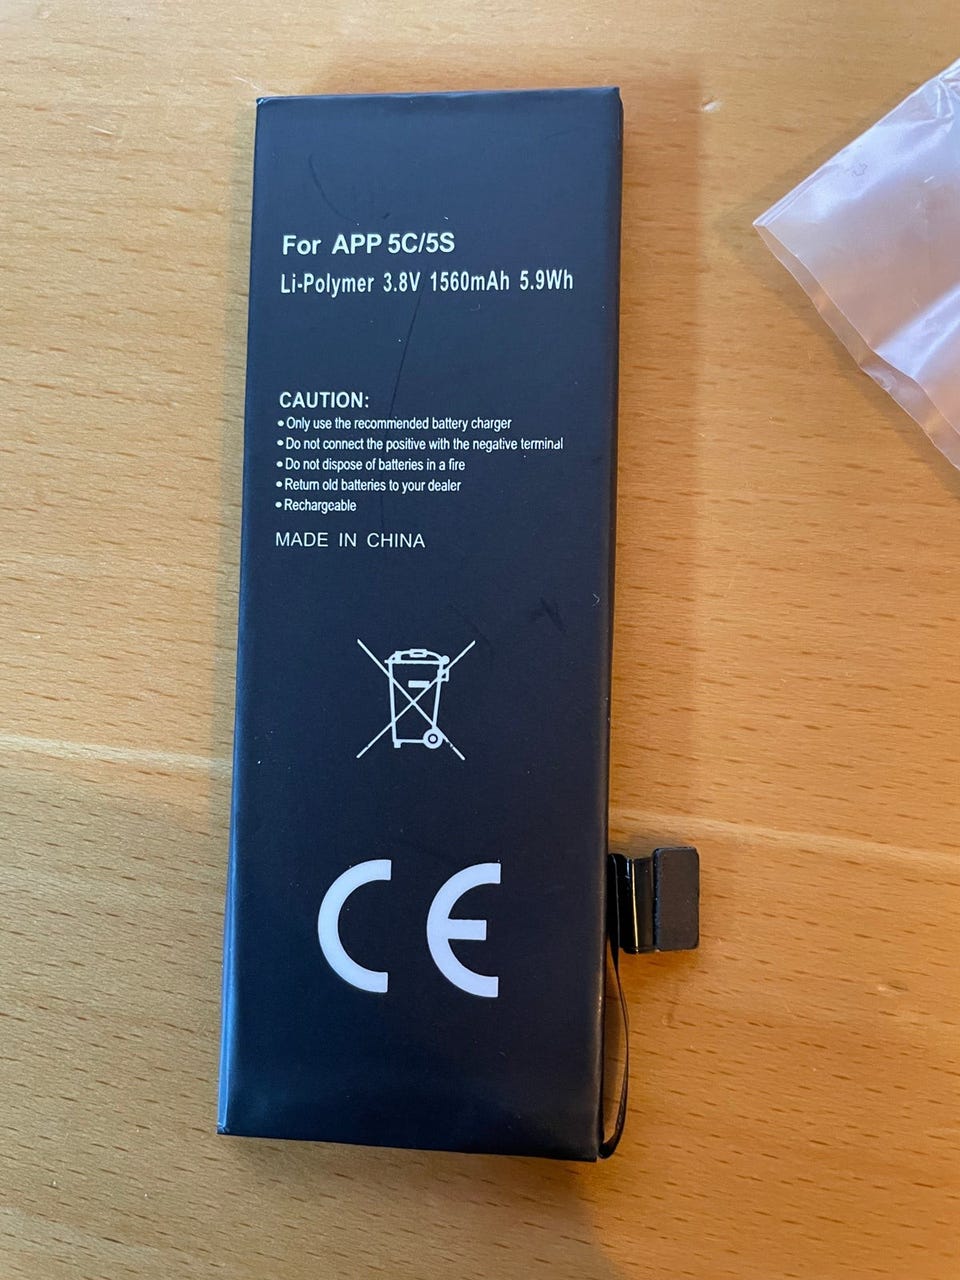 For APP 5C/5S
Li-Polymer 3.8V 1560mAh 5.9Wh
CAUTION:
•Only use the recommended battery charger
•Do not connect the positive with the negative terminal
•Do not dispose of batteries in a fire
•Return old batteries to your dealer
•Rechargeable
MADE IN CHINA
CE